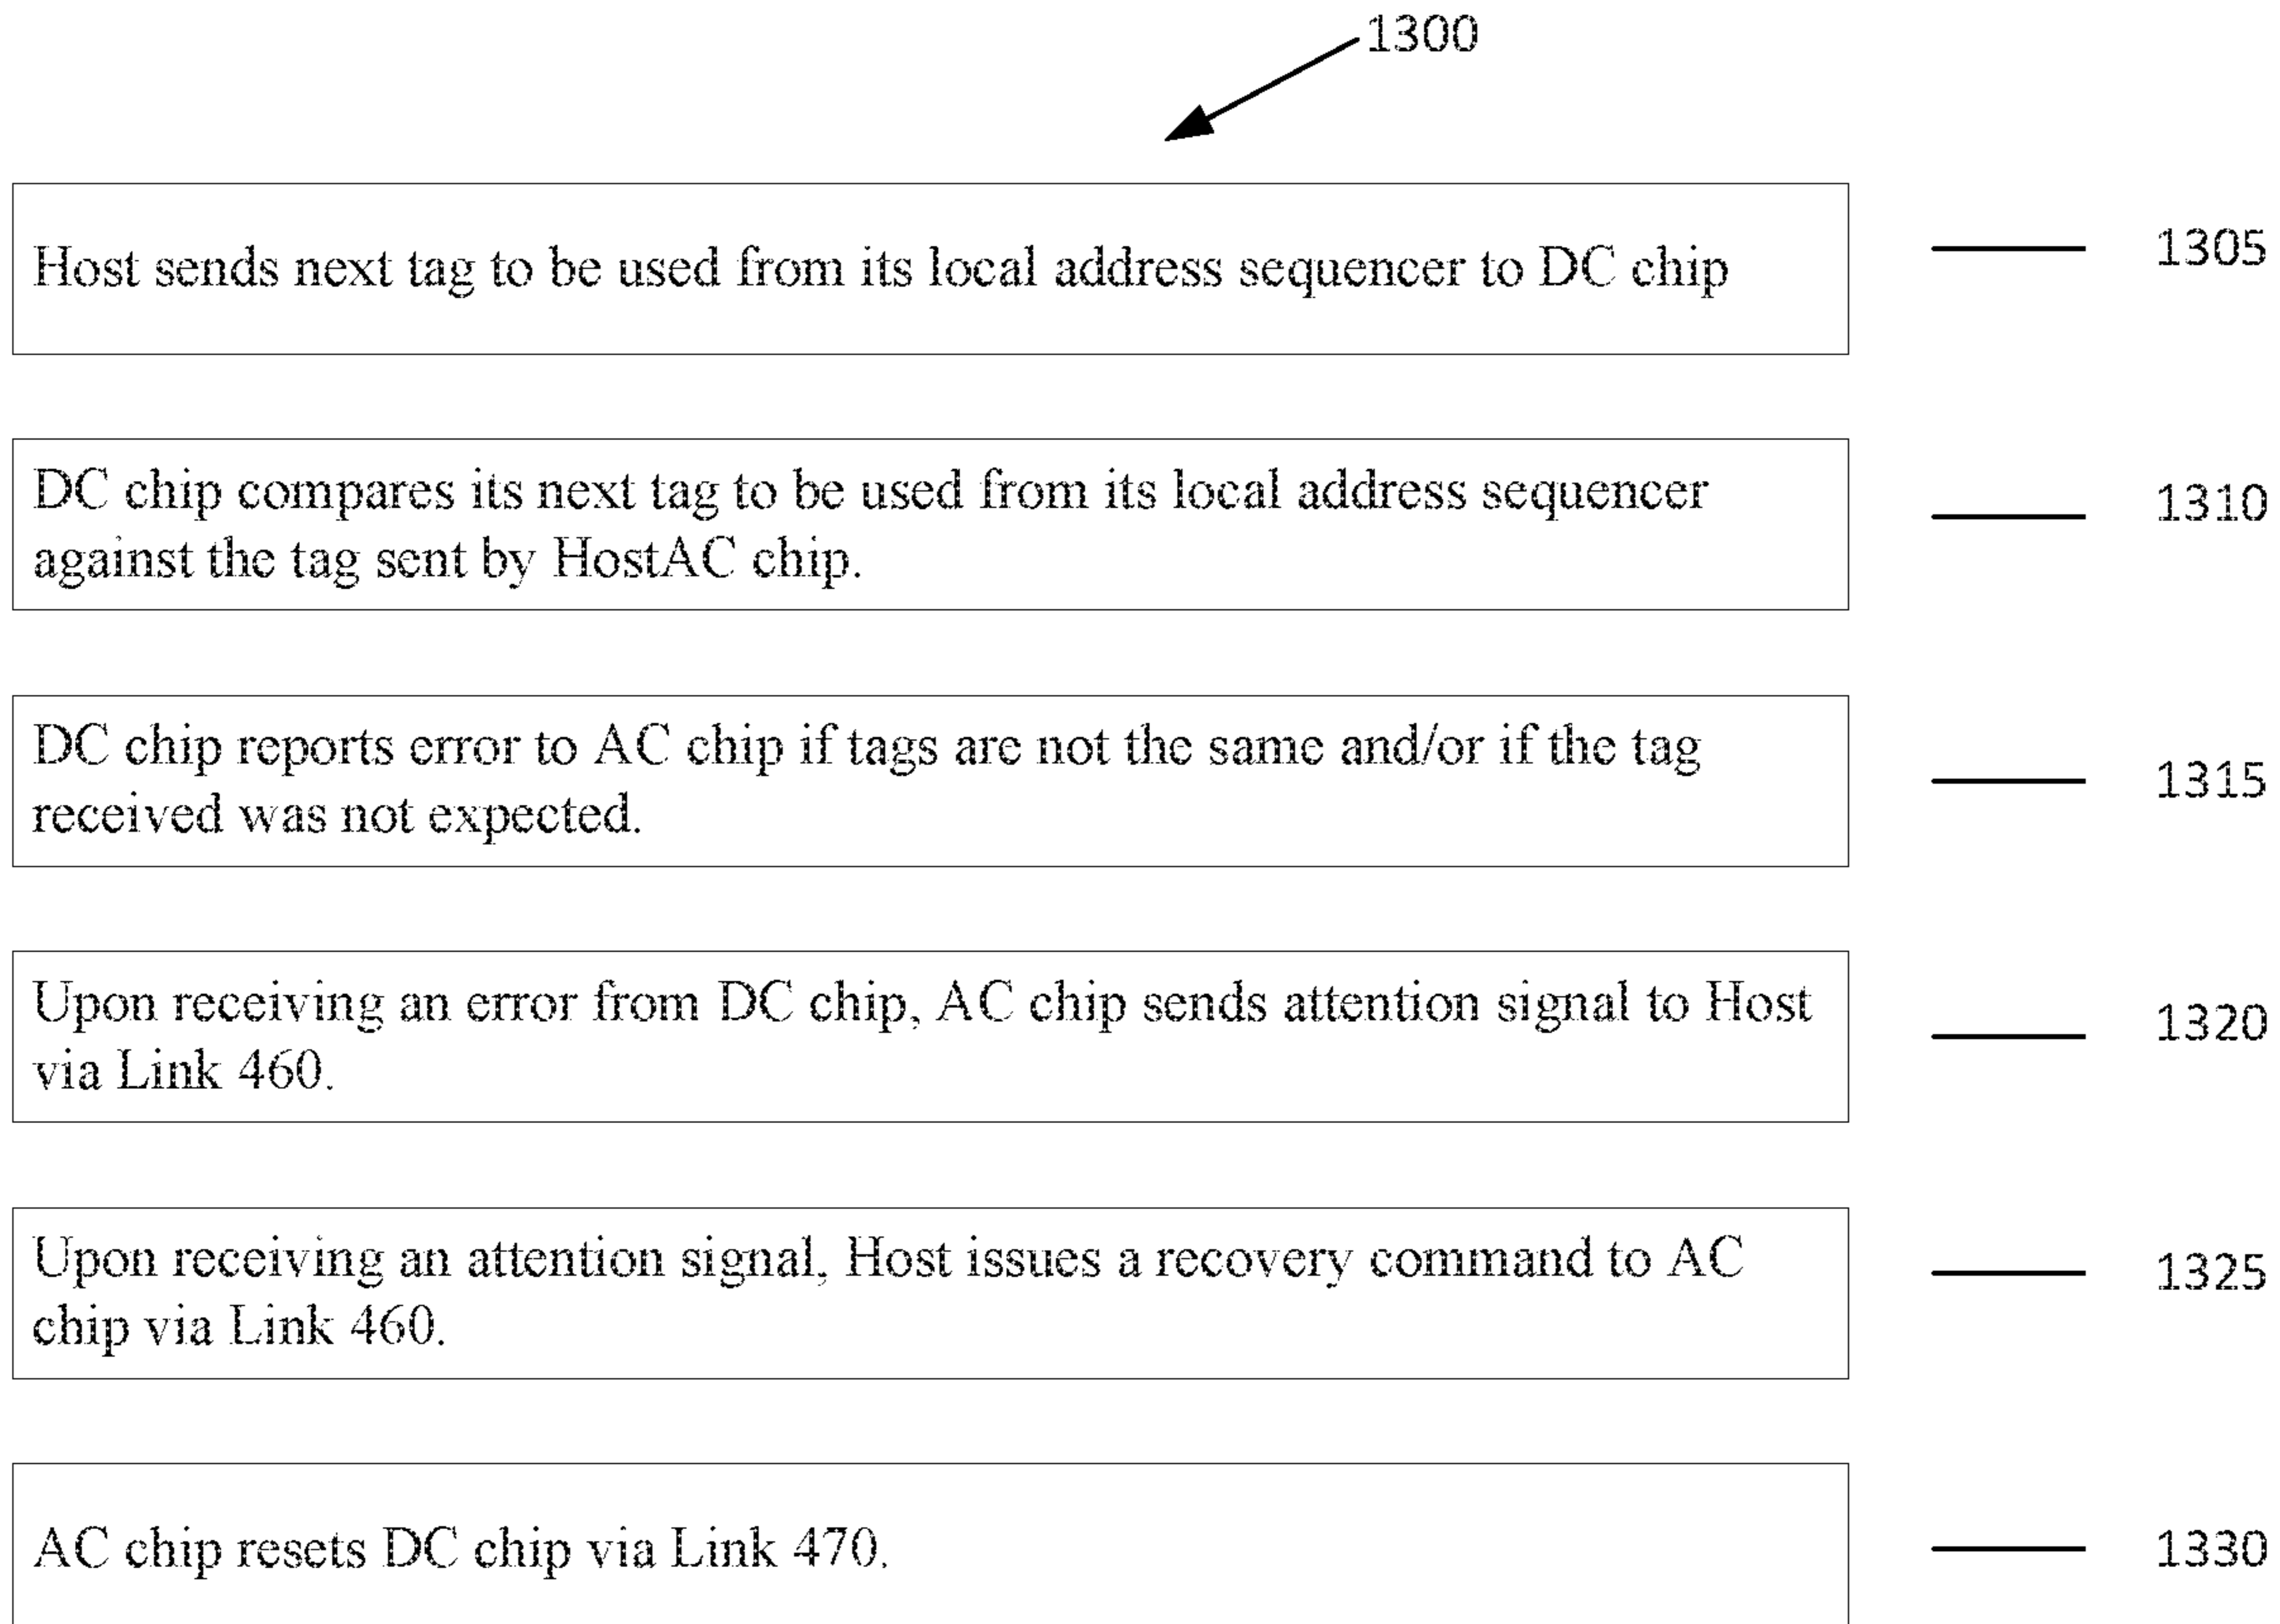 1300
Host sends next tag to be used from its local address sequencer to DC chip
1305
DC chip compares its next tag to be used from its local address sequencer
against the tag sent by HostAC chip.
1310
DC chip reports error to AC chip if tags are not the same and/or if the tag
received was not expected.
1315
Upon receiving an error from DC chip, AC chip sends attention signal to Host
via Link 460.
1320
Upon receiving an attention signal, Host issues a recovery command to AC
chip via Link 460.
1325
AC chip resets DC chip via Link 470.
1330